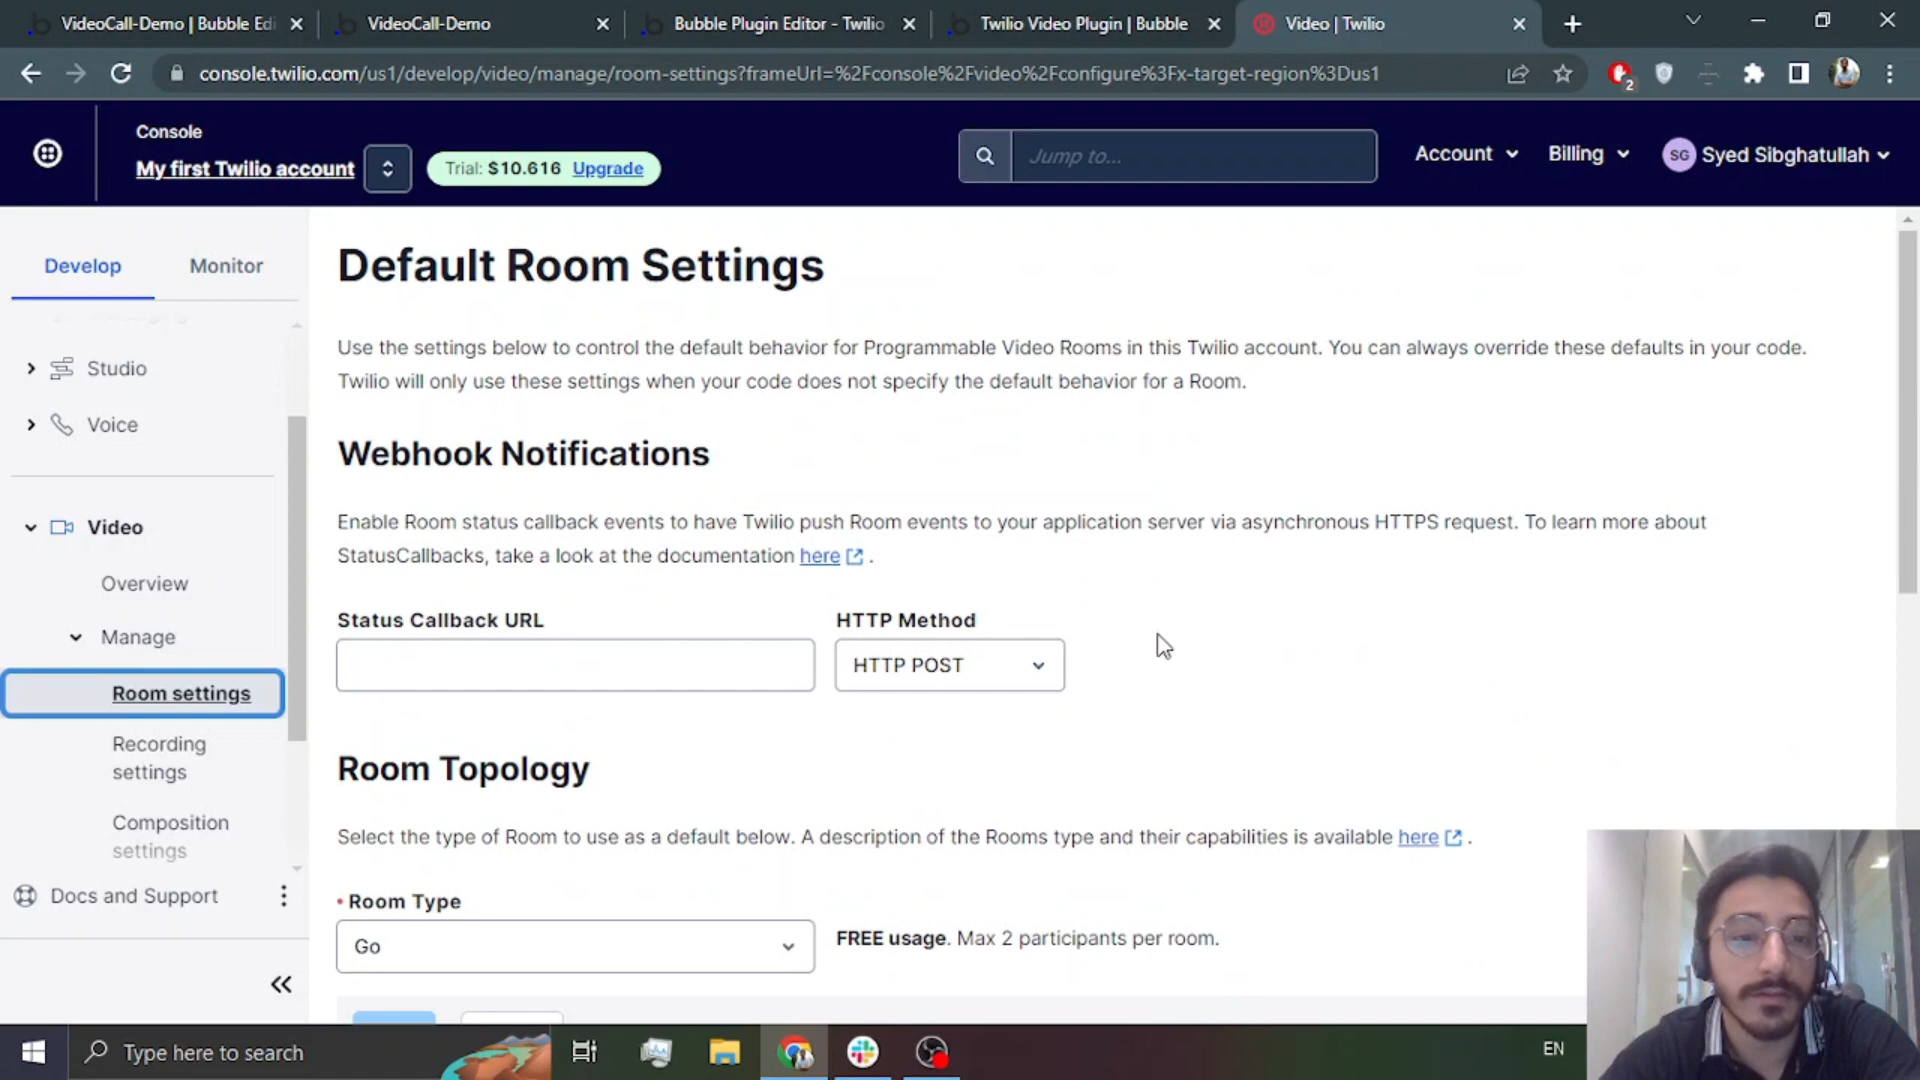 VideoCall-Demo | Bubble Edi
VideoCall-Demo
Bubble Plugin Editor - Twilio
Twilio Video Plugin | Bubble
Video | Twilio
console.twilio.com/us1/develop/video/manage/room-settings?frameUrl=%2Fconsole%2Fvideo%2Fconfigure%3Fx-target-region%3Dus1
2
Console
My first Twilio account
Trial: $10.616 Upgrade
Jump to...
Account
Billing
SG
Syed Sibghatullah
Develop
Monitor
Studio
Voice
Video
Overview
Manage
Room settings
Recording
settings
Composition
settings
Docs and Support
Default Room Settings
Use the settings below to control the default behavior for Programmable Video Rooms in this Twilio account. You can always override these defaults in your code.
Twilio will only use these settings when your code does not specify the default behavior for a Room.
Webhook Notifications
Enable Room status callback events to have Twilio push Room events to your application server via asynchronous HTTPS request. To learn more about
StatusCallbacks, take a look at the documentation here .
Status Callback URL
HTTP Method
HTTP POST
Room Topology
Select the type of Room to use as a default below. A description of the Rooms type and their capabilities is available here .
• Room Type
Go
FREE usage. Max 2 participants per room.
Type here to search
EN